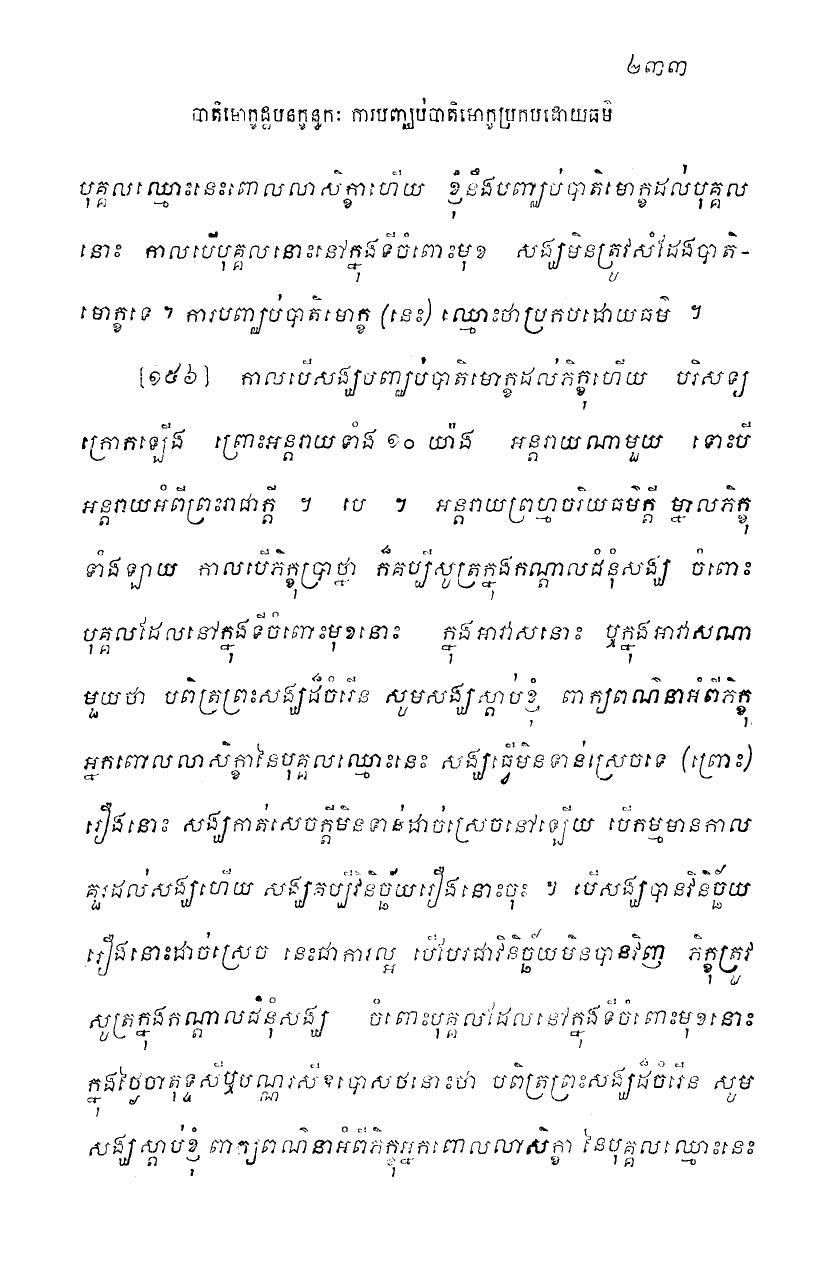 ២៣៣
បាតិមោក្ខដ្ឋបនក្ខន្ធកៈ ការបញ្ឈប់បាតិមោក្ខប្រកបដោយធម៌
បុគ្គលឈ្មោះនេះពោលលាសិក្ខាហើយ ខ្ញុំនឹងបញ្ឈប់បាតិមោក្ខដល់បុគ្គល
នោះ កាលបើបុគ្គលនោះនៅក្នុងទីចំពោះមុខ សង្ឃមិនត្រូវសំដែងបាតិ-
មោក្ខទេ ។ ការបញ្ឈប់បាតិមោក្ខ (នេះ) ឈ្មោះថាប្រកបដោយធម៌ ។
[១៥៦] កាលបើសង្ឃបញ្ឈប់បាតិមោក្ខដល់ភិក្ខុហើយ បរិសទ្យ
ក្រោកឡើង ព្រោះអន្តរាយទាំង ១០ យ៉ាង អន្តរាយណាមួយ ទោះបី
អន្តរាយអំពីព្រះរាជាក្តី ។ បេ ។ អន្តរាយព្រហ្មចរិយធម៌ក្តី ម្នាលភិក្ខុ
ទាំងឡាយ កាលបើភិក្ខុប្រាថ្នា ក៏គប្បីសូត្រក្នុងកណ្តាលជំនុំសង្ឃ ចំពោះ
បុគ្គលដែលនៅក្នុងទីចំពោះមុខនោះ ក្នុងអាវាសនោះ ឬក្នុងអាវាសណា
មួយថា បពិត្រព្រះសង្ឃដ៏ចំរើន សូមសង្ឃស្តាប់ខ្ញុំ ពាក្យពណ៌នាអំពីភិក្ខុ
អ្នកពោលលាសិក្ខានៃបុគ្គលឈ្មោះនេះ សង្ឃធ្វើមិនទាន់ស្រេចទេ (ព្រោះ)
រឿងនោះ សង្ឃកាត់សេចក្តីមិនទាន់ដាច់ស្រេចនៅឡើយ បើកម្មមានកាល
គួរដល់សង្ឃហើយ សង្ឃគប្បីវិនិច្ឆ័យរឿងនោះចុះ ។ បើសង្ឃបានវិនិច្ឆ័យ
រឿងនោះដាច់ស្រេច នេះជាការល្អ បើបែរជាវិនិច្ឆ័យមិនបានវិញ ភិក្ខុត្រូវ
សូត្រក្នុងកណ្តាលជំនុំសង្ឃ ចំពោះបុគ្គលដែលនៅក្នុងទីចំពោះមុខនោះ
ក្នុងថ្ងៃចាតុទ្ទសីឬបណ្ណរសីឧបោសថនោះថា បពិត្រព្រះសង្ឃដ៏ចំរើន សូម
សង្ឃស្តាប់ខ្ញុំ ពាក្យពណ៌នាអំពីភិក្ខុអ្នកពោលលាសិក្ខា នៃបុគ្គលឈ្មោះនេះ